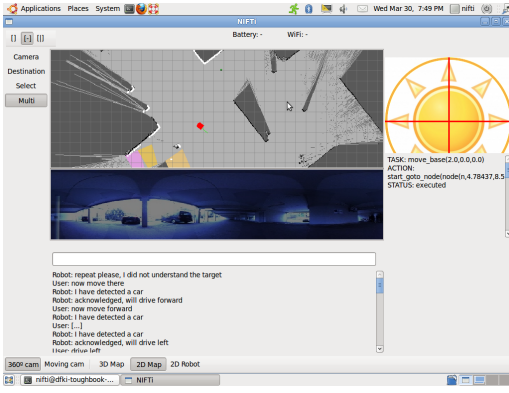 Applications Places System Wed Mar 30, 7:49 PM nifti
NIFTi
[] [-] [||]
Battery: - WiFi: -
Camera
Destination
Select
Multi
TASK: move_base(2.0,0.0,0.0)
ACTION:
start_goto_node(node(n,4.78437,8.5
STATUS: executed
Robot: repeat please, I did not understand the target
User: now move there
Robot: I have detected a car
Robot: acknowledged, will drive forward
User: now move forward
Robot: I have detected a car
User: [...]
Robot: I have detected a car
Robot: acknowledged, will drive left
User: drive left
360º cam Moving cam 3D Map 2D Map 2D Robot
nifti@dfki-toughbook-... NIFTi